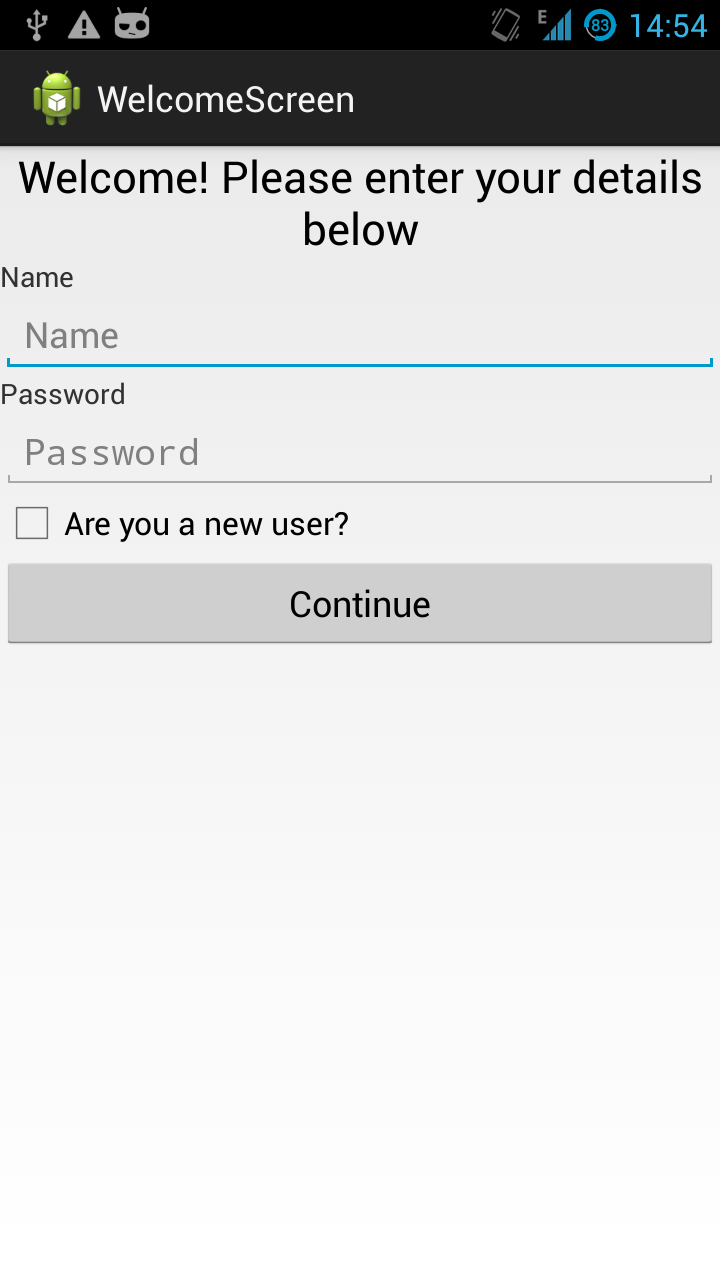 E 83 14:54
WelcomeScreen
Welcome! Please enter your details
below
Name
Name
Password
Password
Are you a new user?
Continue